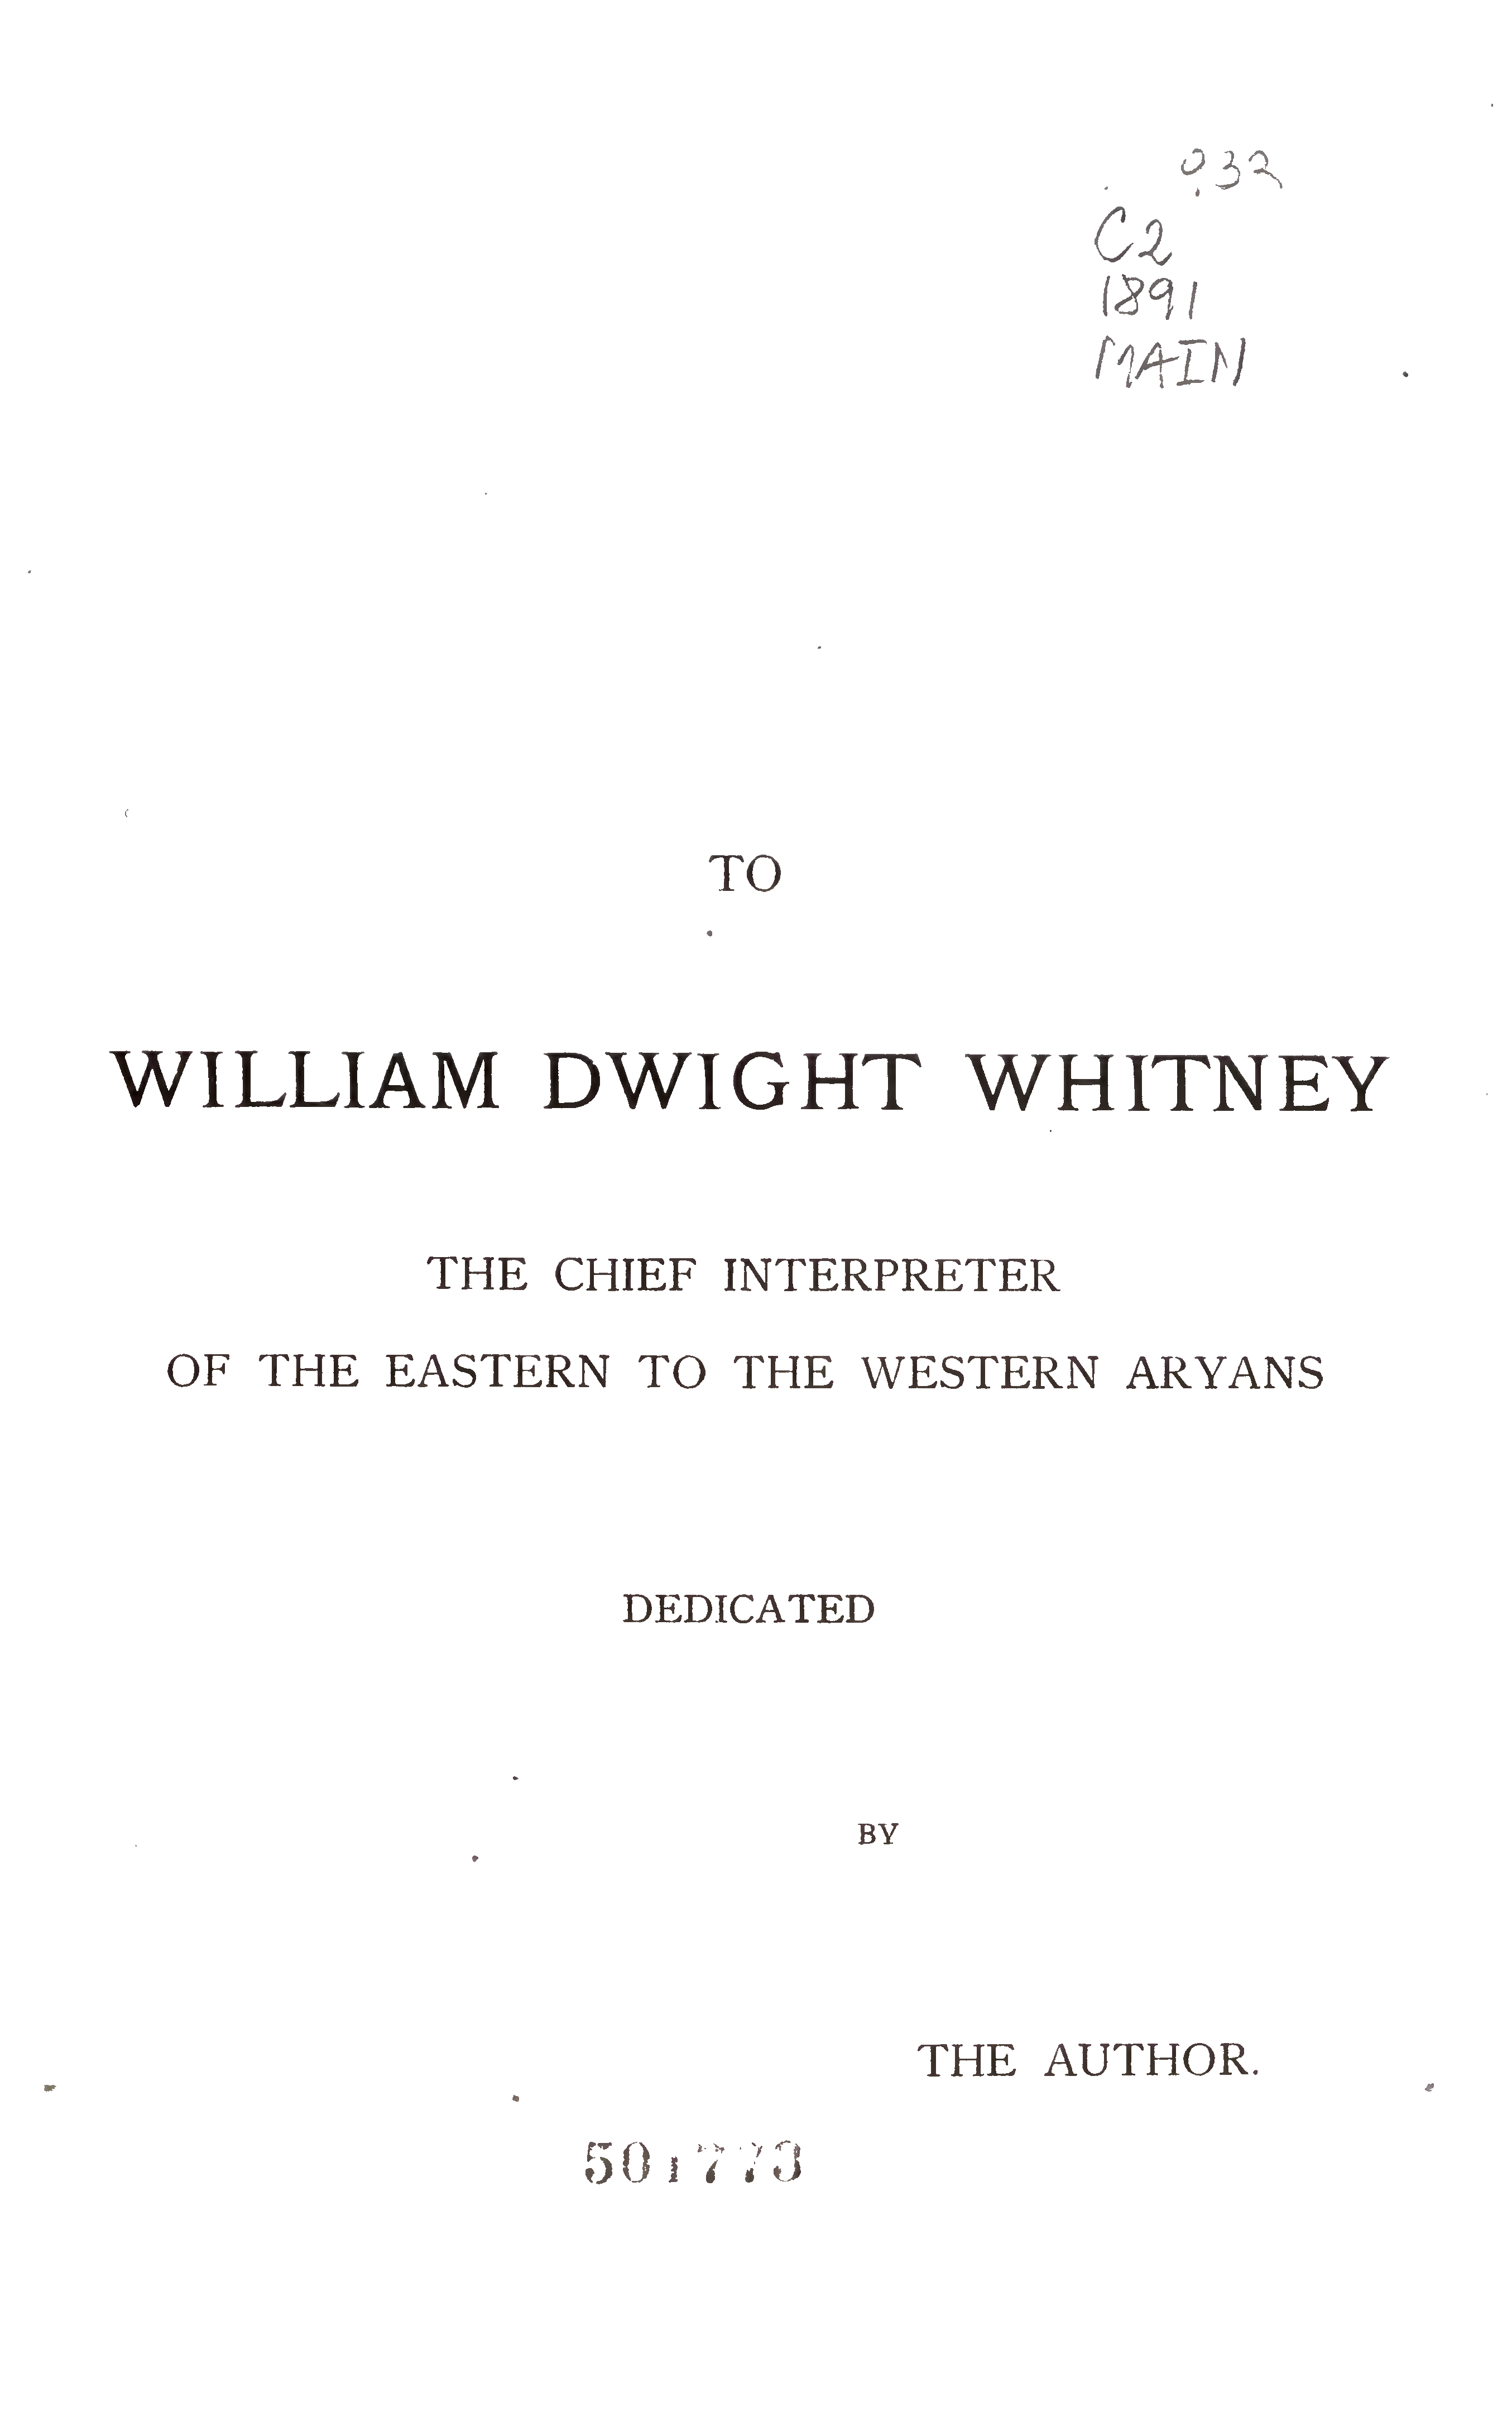 032
C2
1891
MAIN
TO
WILLIAM DWIGHT WHITNEY
THE CHIEF INTERPRETER
OF THE EASTERN TO THE WESTERN ARYANS
DEDICATED
BY
THE AUTHOR.
501773